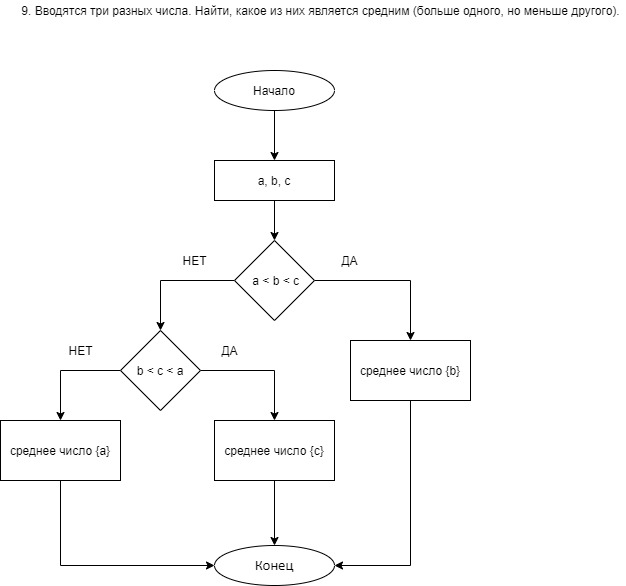 9. Вводятся три разных числа. Найти, какое из них является средним (больше одного, но меньше другого).
Начало
a, b, c
НЕТ
ДА
a < b < c
НЕТ
ДА
b < c < a
среднее число {b}
среднее число {a}
среднее число {c}
Конец